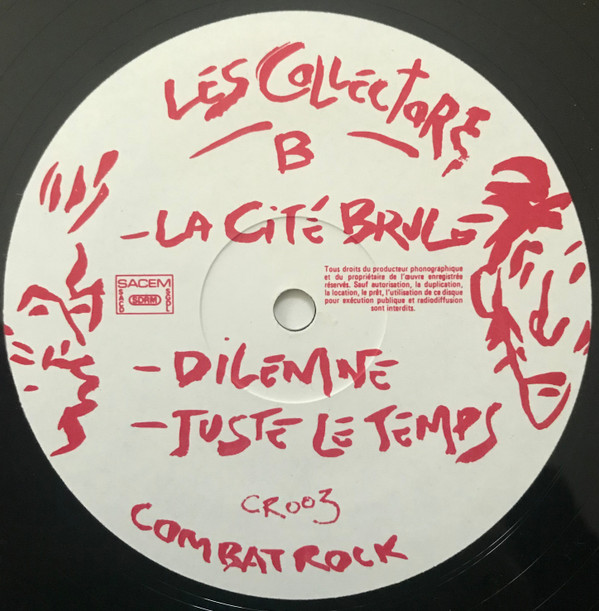 LES COLLECTORS
B
- LA CITÉ BRULE
SACEM
SACD SDRM SGDL
Tous droits du producteur phonographique
et du propriétaire de l'œuvre enregistrée
réservés. Sauf autorisation, la duplication,
la location, le prêt, l'utilisation de ce disque
pour exécution publique et radiodiffusion
sont interdits.
- DILEMNE
- JUSTE LE TEMPS
CR003
COMBAT ROCK